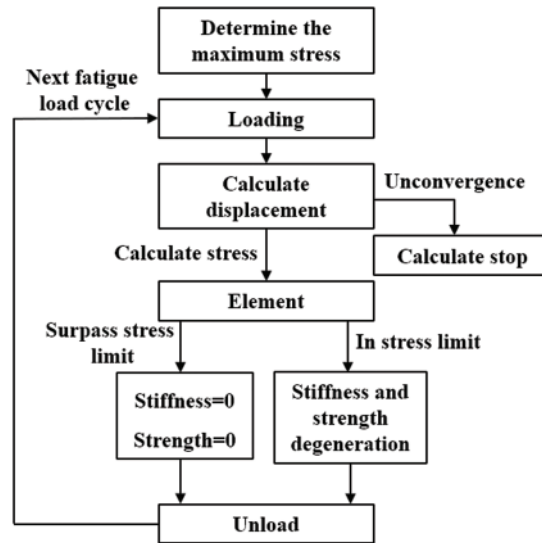 Determine the
maximum stress
Next fatigue
load cycle
Loading
Calculate
displacement
Unconvergence
Calculate stop
Calculate stress
Element
Surpass stress
limit
In stress limit
Stiffness=0
Strength=0
Stiffness and
strength
degeneration
Unload